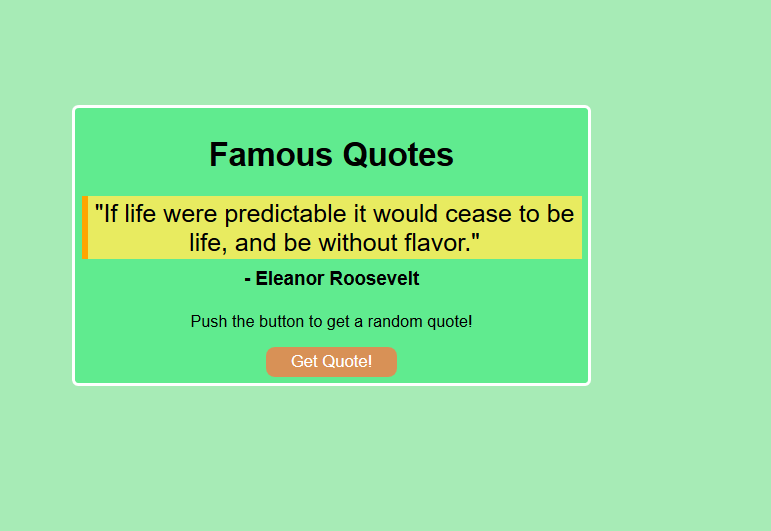 Famous Quotes
"If life were predictable it would cease to be
life, and be without flavor."
- Eleanor Roosevelt
Push the button to get a random quote!
Get Quote!